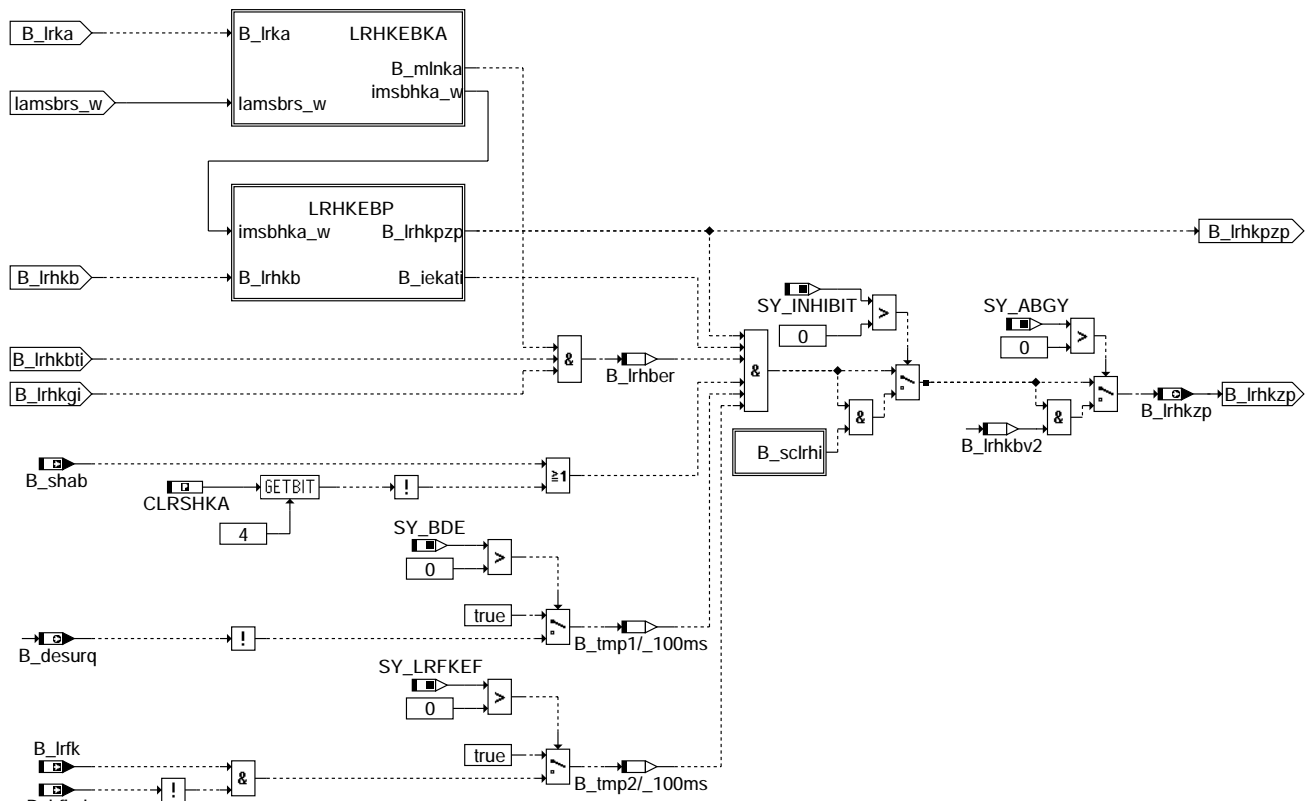 B_lrka
B_lrka
LRHKEBKA
B_mlnka
imsbhka_w
lamsbrs_w
lamsbrs_w
LRHKEBP
imsbhka_w
B_lrhkpzp
B_lrhkpzp
B_lrhkb
B_lrhkb
B_iekati
SY_INHIBIT
>
0
SY_ABGY
>
0
B_lrhkbti
B_lrhkgi
&
B_lrhber
&
&
B_sclrhi
B_lrhkbv2
&
B_lrhkzp
B_lrhkzp
B_shab
≧1
CLRSHKA
GETBIT
!
4
SY_BDE
>
0
true
B_desurq
!
B_tmp1/_100ms
SY_LRFKEF
>
0
B_lrfk
true
&
B_tmp2/_100ms
!